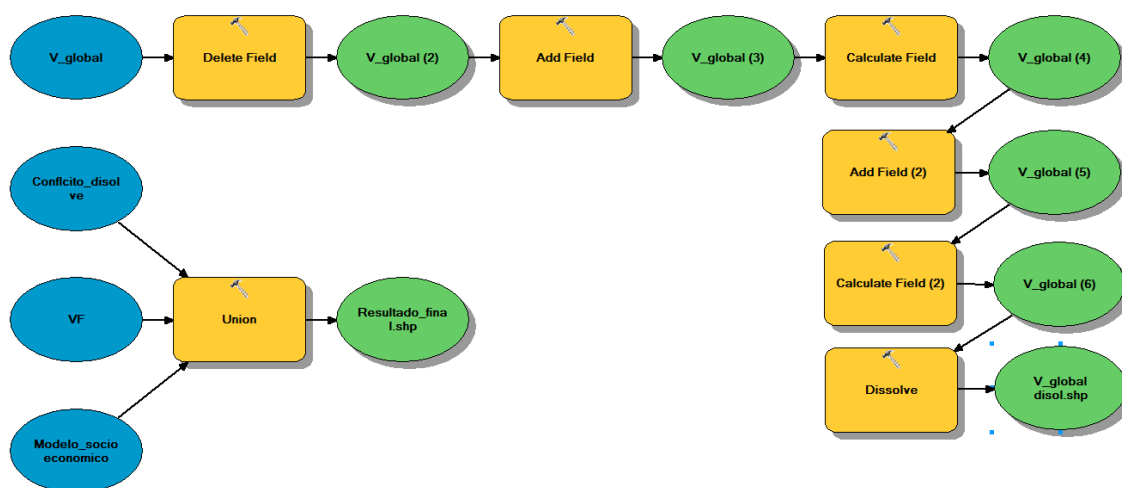 V_global
Delete Field
V_global (2)
Add Field
V_global (3)
Calculate Field
V_global (4)
Add Field (2)
V_global (5)
Calculate Field (2)
V_global (6)
Dissolve
V_global
disol.shp
Conflcito_disol
ve
VF
Modelo_socio
economico
Union
Resultado_fina
l.shp